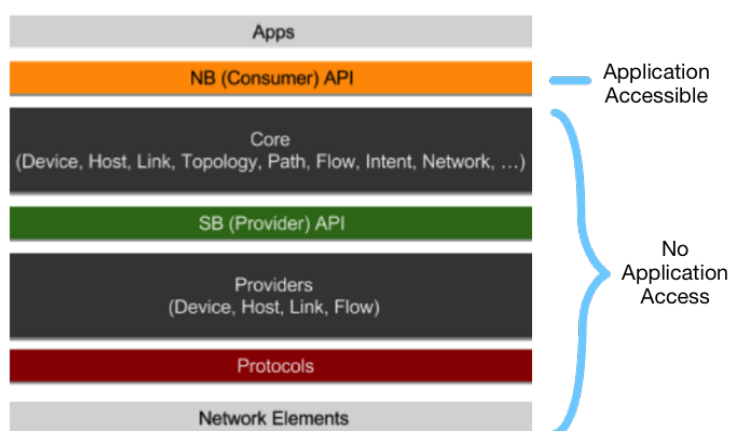 Apps
NB (Consumer) API
Application
Accessible
Core
(Device, Host, Link, Topology, Path, Flow, Intent, Network, ...)
SB (Provider) API
No
Application
Access
Providers
(Device, Host, Link, Flow)
Protocols
Network Elements